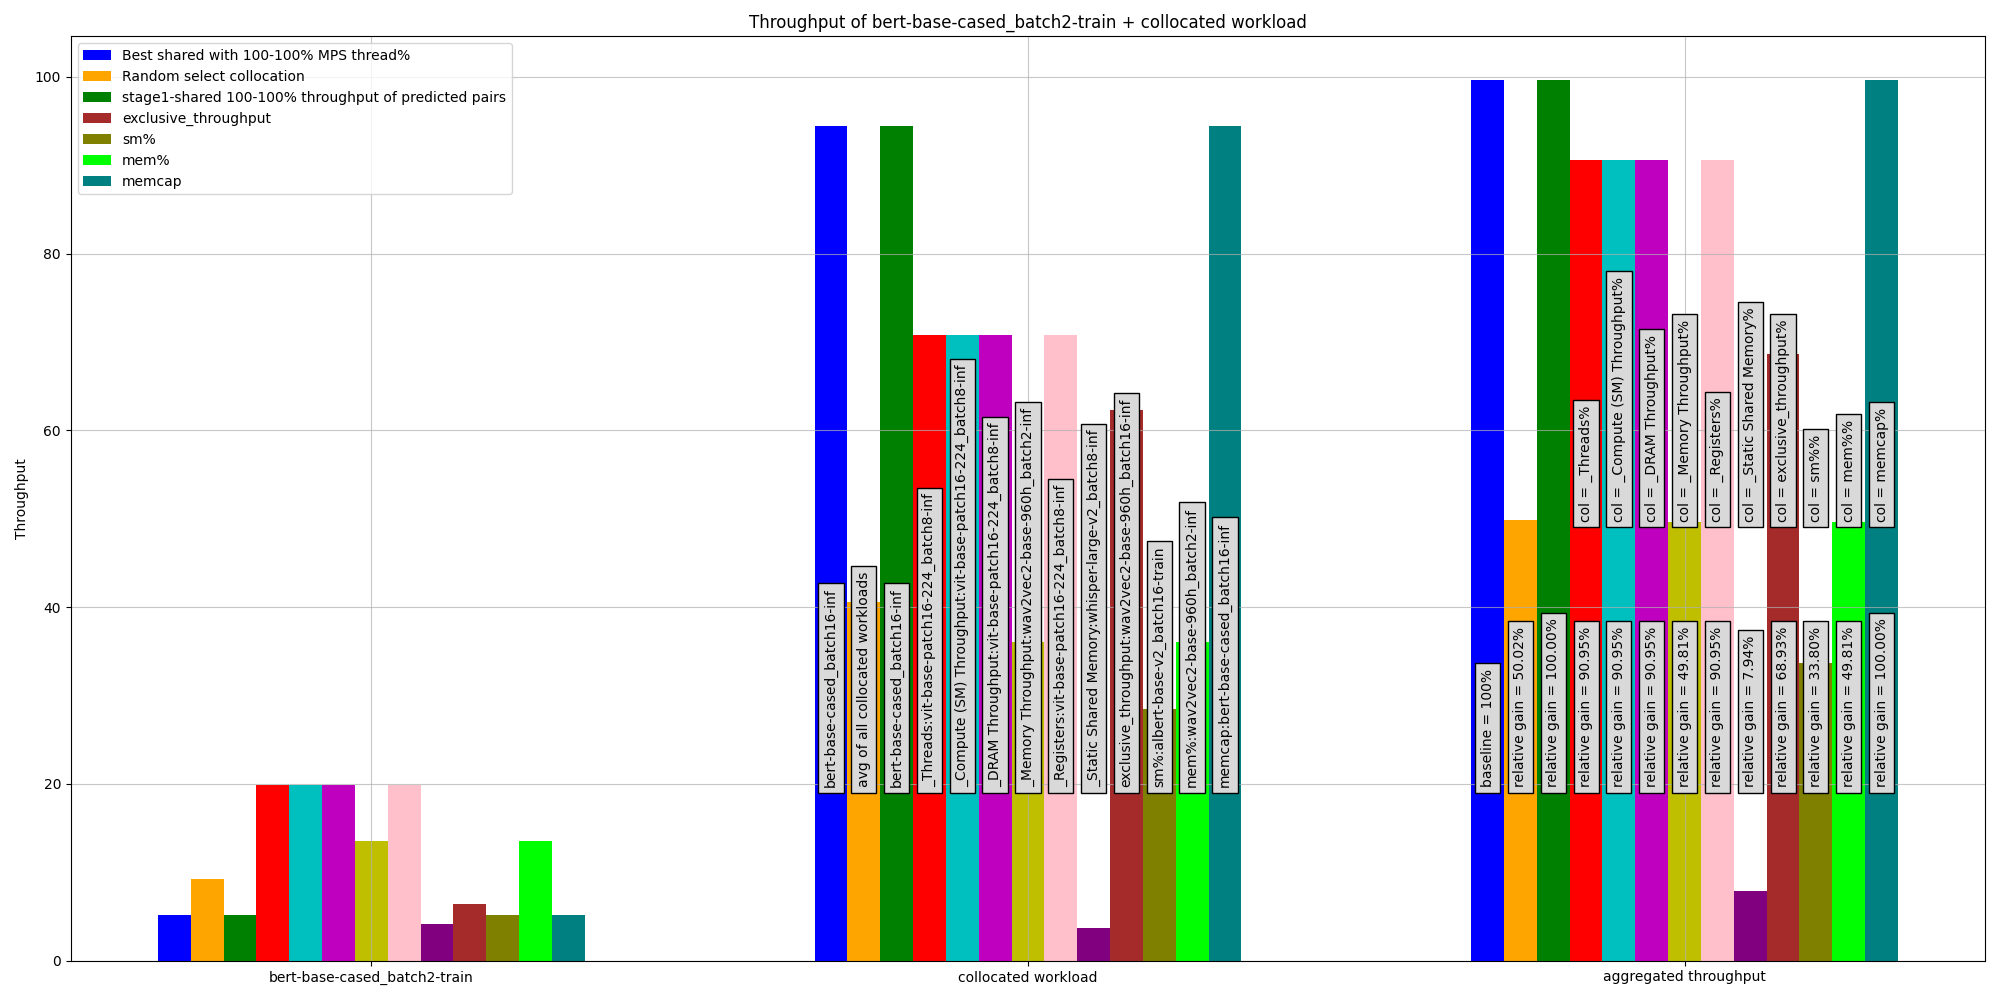 Throughput of bert-base-cased_batch2-train + collocated workload
Best shared with 100-100% MPS thread%
Random select collocation
stage1-shared 100-100% throughput of predicted pairs
exclusive_throughput
sm%
mem%
memcap
Throughput
100
80
60
40
20
0
bert-base-cased_batch16-inf
avg of all collocated workloads
bert-base-cased_batch16-inf
_Threads:vit-base-patch16-224_batch8-inf
_Compute (SM) Throughput:vit-base-patch16-224_batch8-inf
_DRAM Throughput:vit-base-patch16-224_batch8-inf
_Memory Throughput:wav2vec2-base-960h_batch2-inf
_Registers:vit-base-patch16-224_batch8-inf
_Static Shared Memory:whisper-large-v2_batch8-inf
exclusive_throughput:wav2vec2-base-960h_batch16-inf
sm%:albert-base-v2_batch16-train
mem%:wav2vec2-base-960h_batch2-inf
memcap:bert-base-cased_batch16-inf
col = _Threads%
col = _Compute (SM) Throughput%
col = _DRAM Throughput%
col = _Memory Throughput%
col = _Registers%
col = _Static Shared Memory%
col = exclusive_throughput%
col = sm%%
col = mem%%
col = memcap%
baseline = 100%
relative gain = 50.02%
relative gain = 100.00%
relative gain = 90.95%
relative gain = 90.95%
relative gain = 90.95%
relative gain = 49.81%
relative gain = 90.95%
relative gain = 7.94%
relative gain = 68.93%
relative gain = 33.80%
relative gain = 49.81%
relative gain = 100.00%
bert-base-cased_batch2-train
collocated workload
aggregated throughput